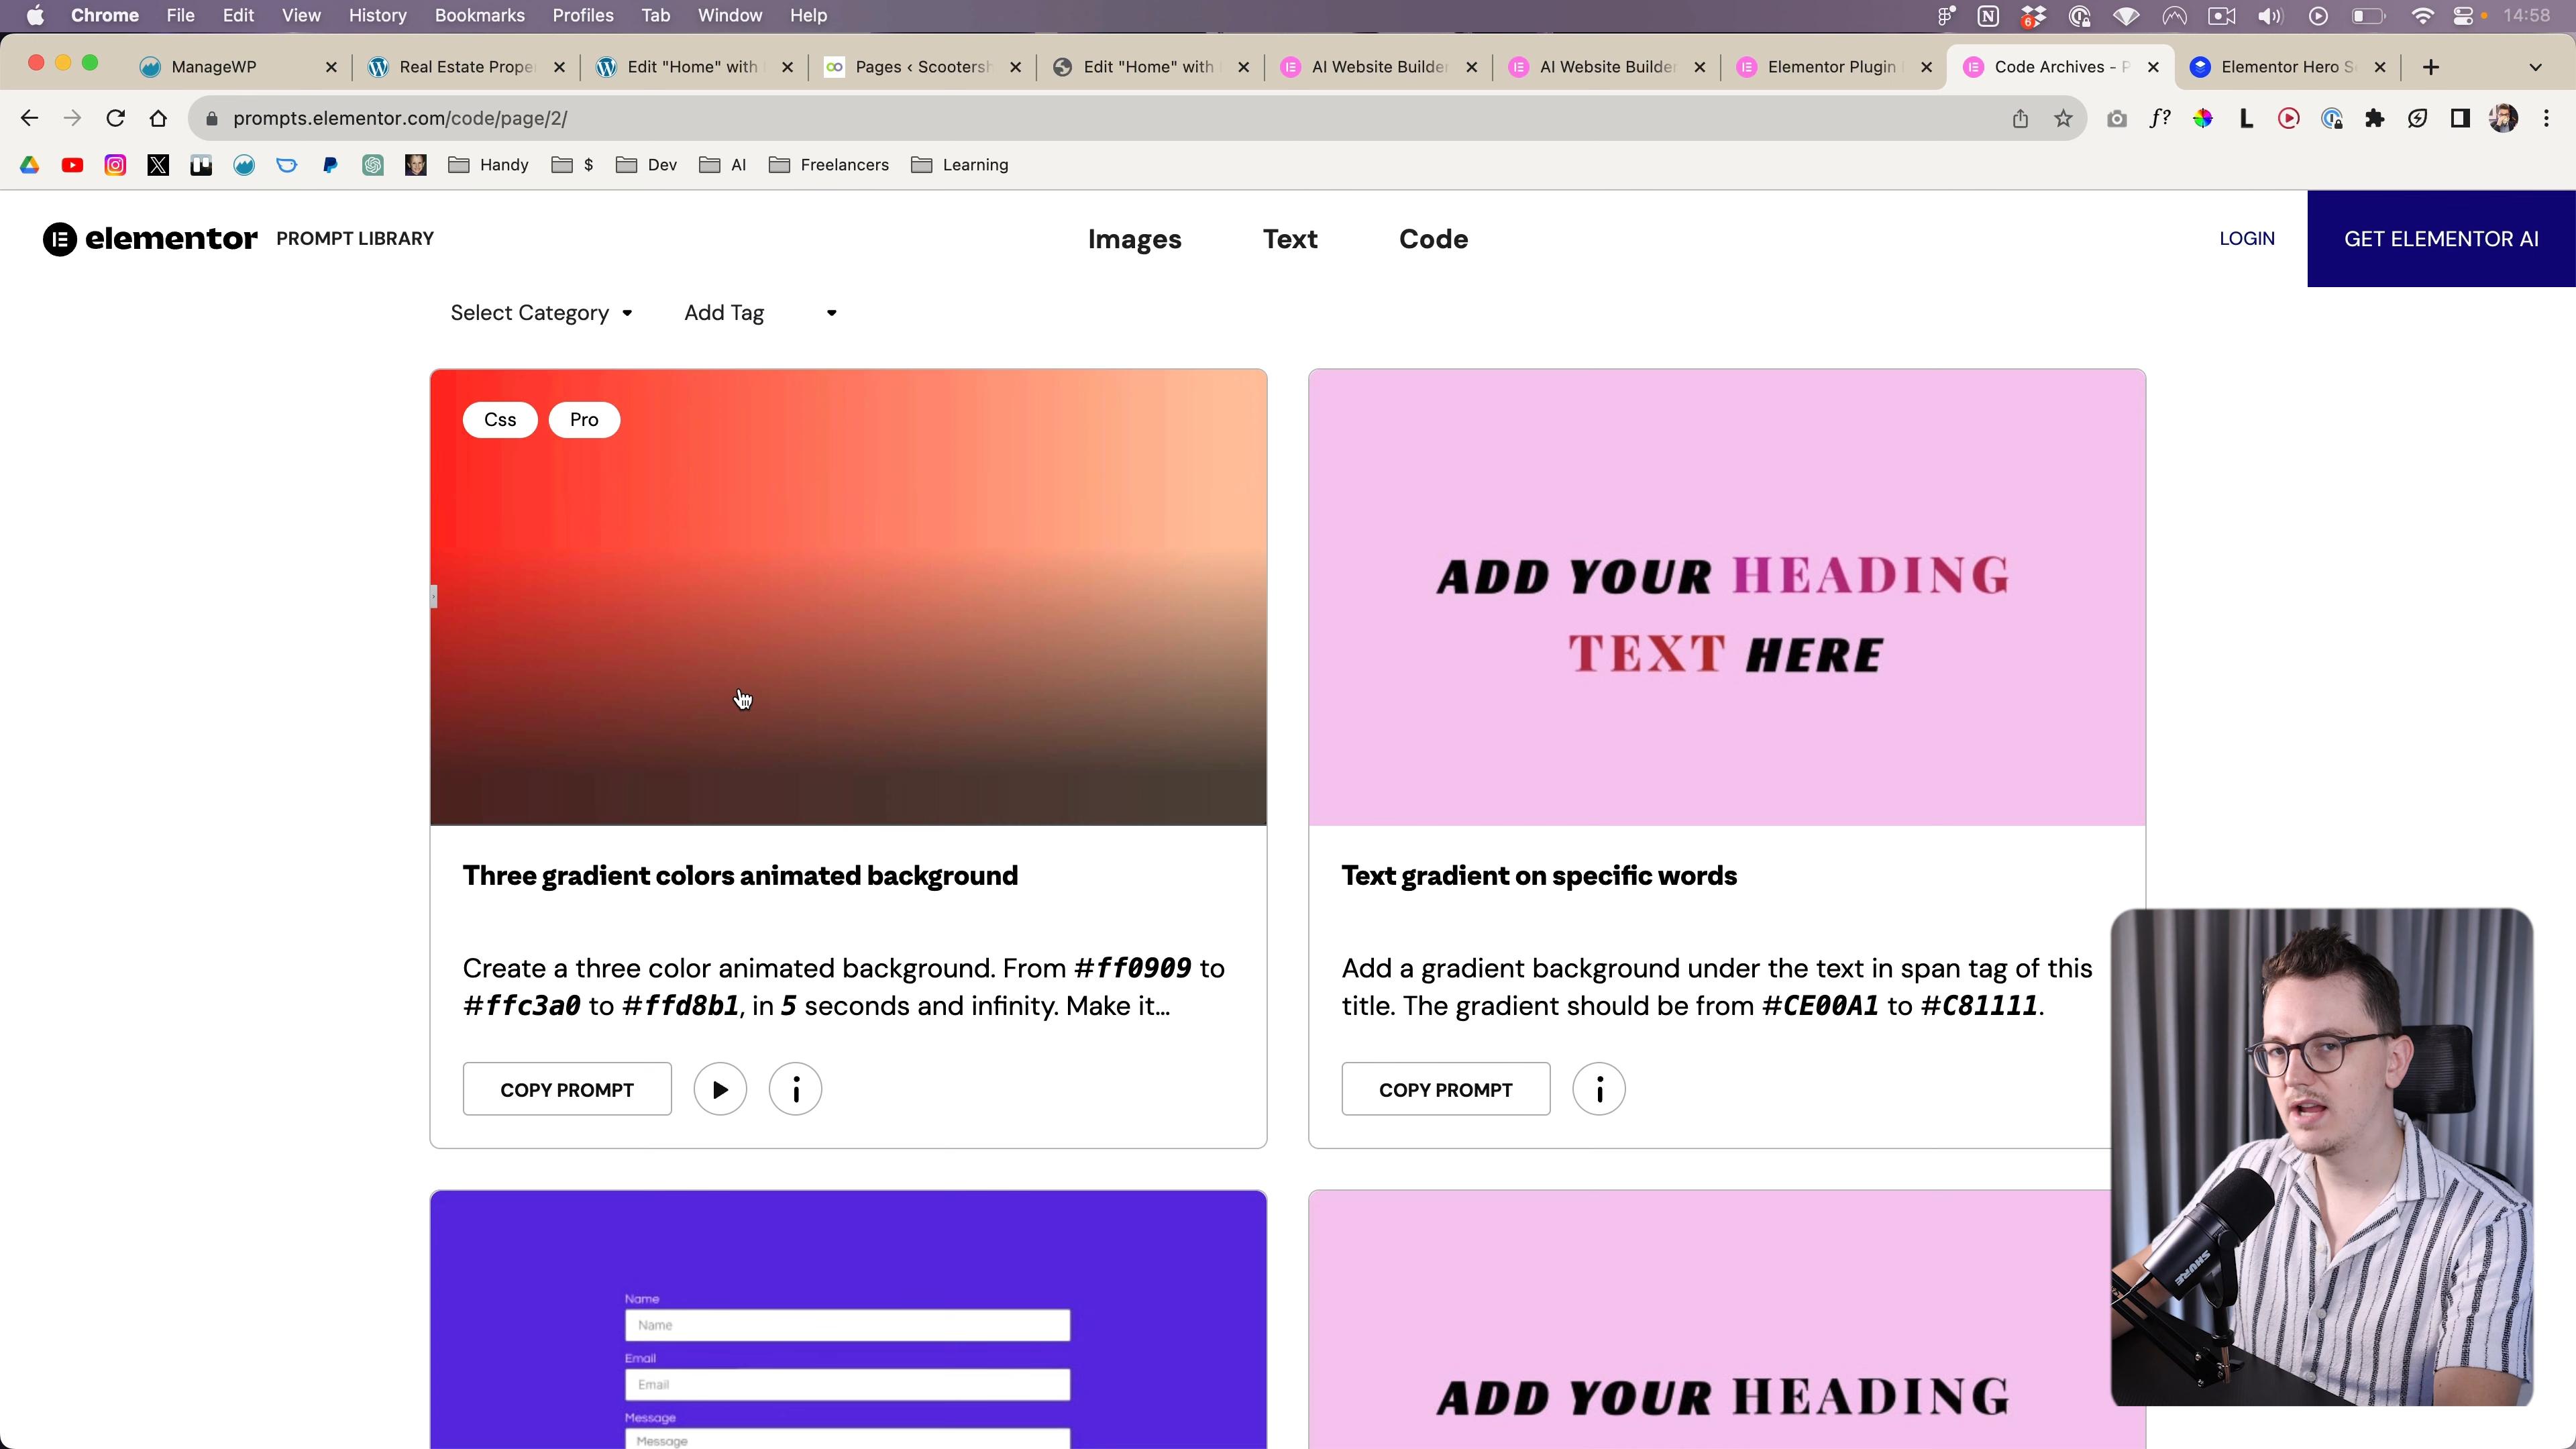 Chrome File Edit View History Bookmarks Profiles Tab Window Help 14:58
ManageWP Real Estate Prope Edit "Home" with Pages ‹ Scootersh Edit "Home" with AI Website Builder AI Website Builder Elementor Plugin Code Archives - P Elementor Hero S
prompts.elementor.com/code/page/2/
Handy $ Dev AI Freelancers Learning
elementor PROMPT LIBRARY Images Text Code LOGIN GET ELEMENTOR AI
Select Category Add Tag
Css Pro
ADD YOUR HEADING
TEXT HERE
Three gradient colors animated background
Create a three color animated background. From #ff0909 to
#ffc3a0 to #ffd8b1, in 5 seconds and infinity. Make it...
COPY PROMPT
Text gradient on specific words
Add a gradient background under the text in span tag of this
title. The gradient should be from #CE00A1 to #C81111.
COPY PROMPT
Name
Name
Email
Email
Message
Message
ADD YOUR HEADING
SHURE